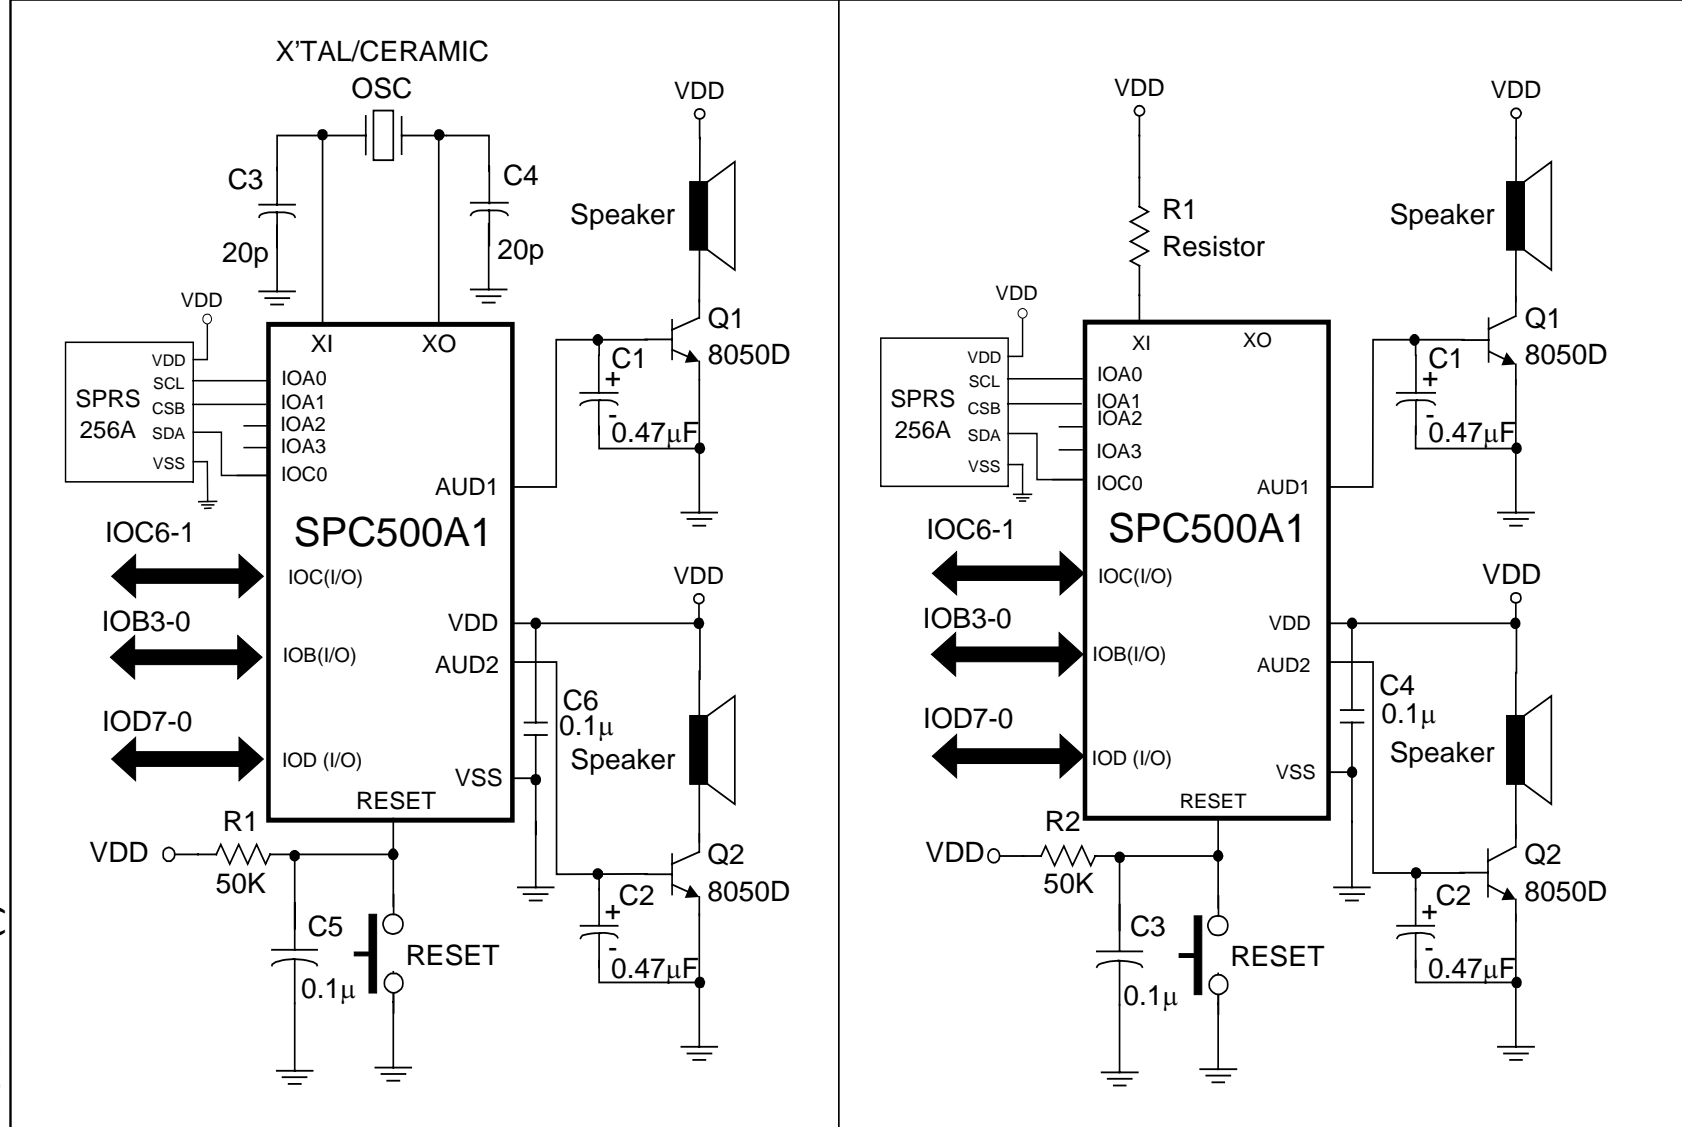 X'TAL/CERAMIC
OSC
VDD
C3
C4
20p
20p
Speaker
VDD
VDD
SCL
CSB
SDA
VSS
SPRS
256A
XI
XO
IOA0
IOA1
IOA2
IOA3
IOC0
AUD1
SPC500A1
Q1
8050D
C1
+
-
0.47μF
IOC6-1
IOC(I/O)
IOB3-0
IOB(I/O)
IOD7-0
IOD (I/O)
VDD
AUD2
VSS
RESET
VDD
C6
0.1μ
Speaker
R1
VDD
50K
C5
0.1μ
RESET
Q2
8050D
C2
+
-
0.47μF
VDD
R1
Resistor
VDD
Speaker
VDD
VDD
SCL
CSB
SDA
VSS
SPRS
256A
XI
XO
IOA0
IOA1
IOA2
IOA3
IOC0
AUD1
SPC500A1
Q1
8050D
C1
+
-
0.47μF
IOC6-1
IOC(I/O)
IOB3-0
IOB(I/O)
IOD7-0
IOD (I/O)
VDD
AUD2
VSS
RESET
VDD
C4
0.1μ
Speaker
R2
VDD
50K
C3
0.1μ
RESET
Q2
8050D
C2
+
-
0.47μF